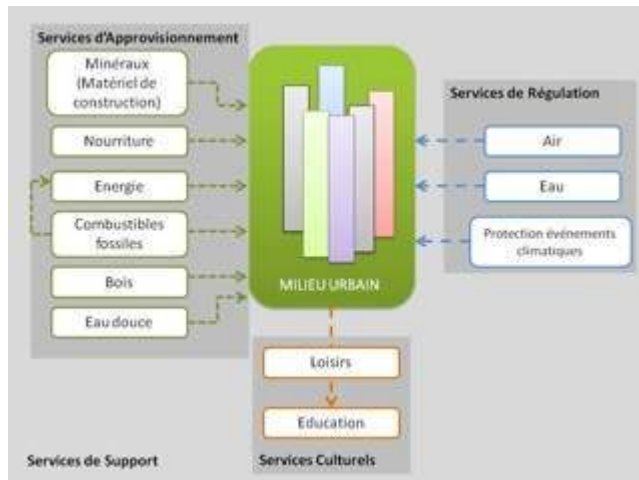 Services d'Approvisionnement
Minéraux
(Matériel de
construction)
Nourriture
Energie
Combustibles
fossiles
Bois
Eau douce
MILIEU URBAIN
Services de Régulation
Air
Eau
Protection événements
climatiques
Loisirs
Education
Services de Support
Services Culturels